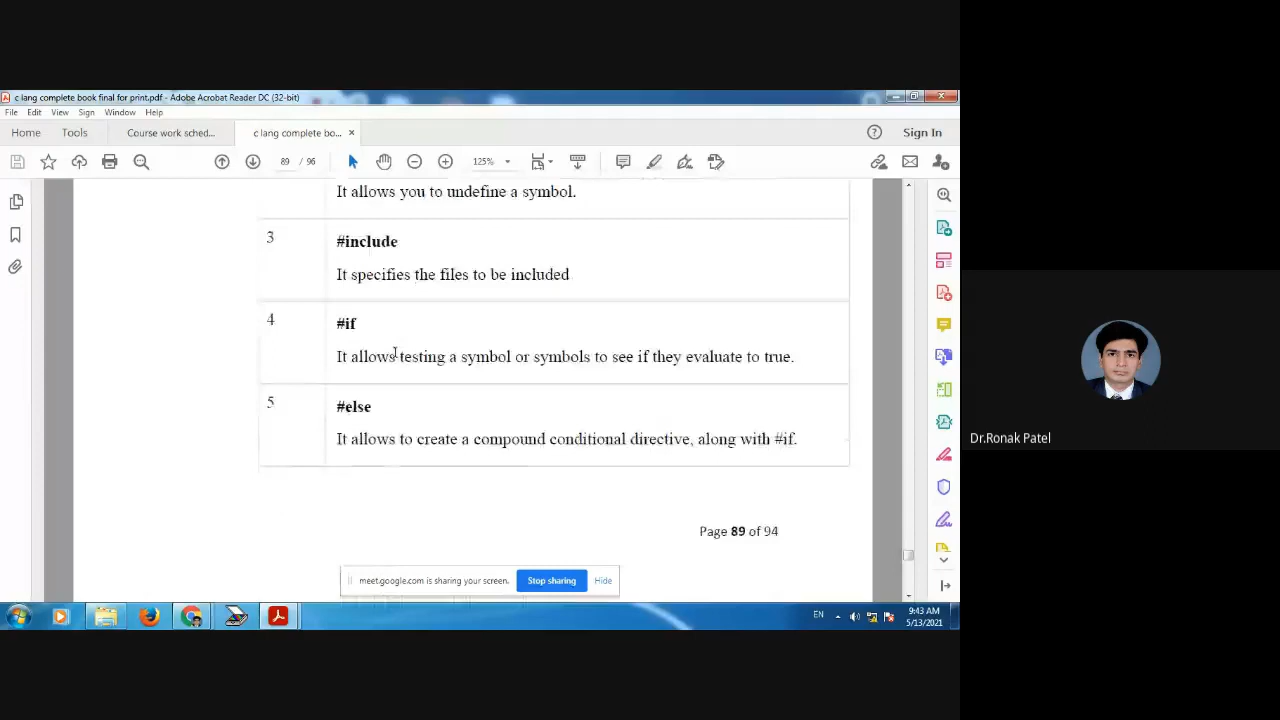 c lang complete book final for print.pdf - Adobe Acrobat Reader DC (32-bit)
File Edit View Sign Window Help
Home Tools Course work sched... c lang complete bo... × Sign In
89 / 96 125%
It allows you to undefine a symbol.
3 #include
It specifies the files to be included
4 #if
It allows testing a symbol or symbols to see if they evaluate to true.
5 #else
It allows to create a compound conditional directive, along with #if.
Page 89 of 94
meet.google.com is sharing your screen. Stop sharing Hide
EN 9:43 AM
5/13/2021
Dr.Ronak Patel